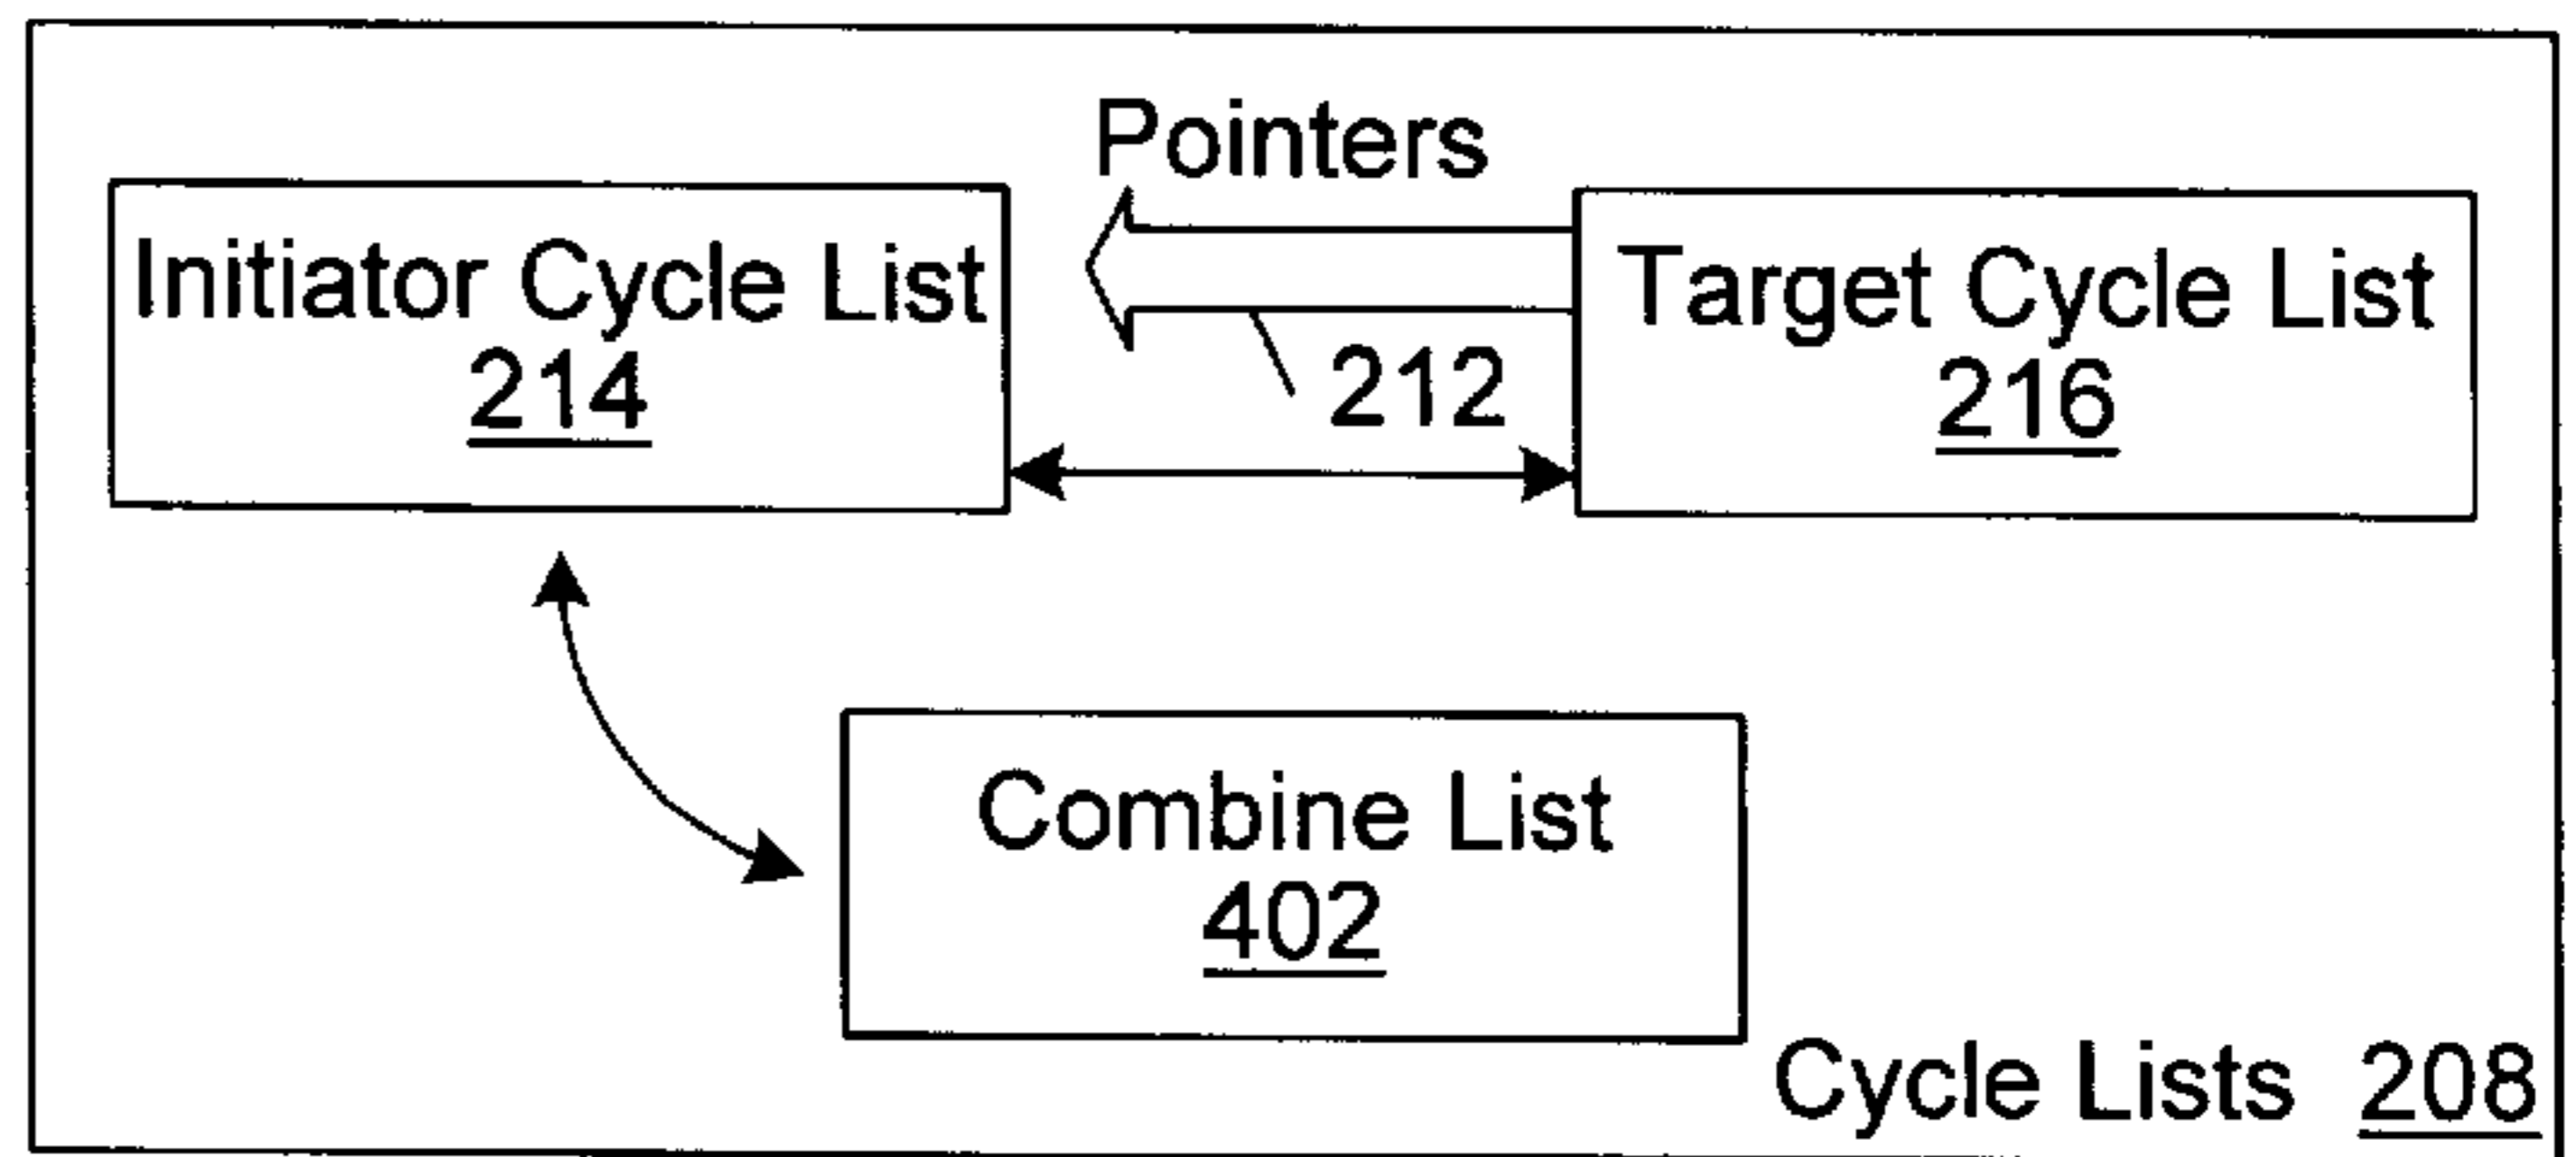 Pointers
Initiator Cycle List
214
Target Cycle List
216
212
Combine List
402
Cycle Lists 208